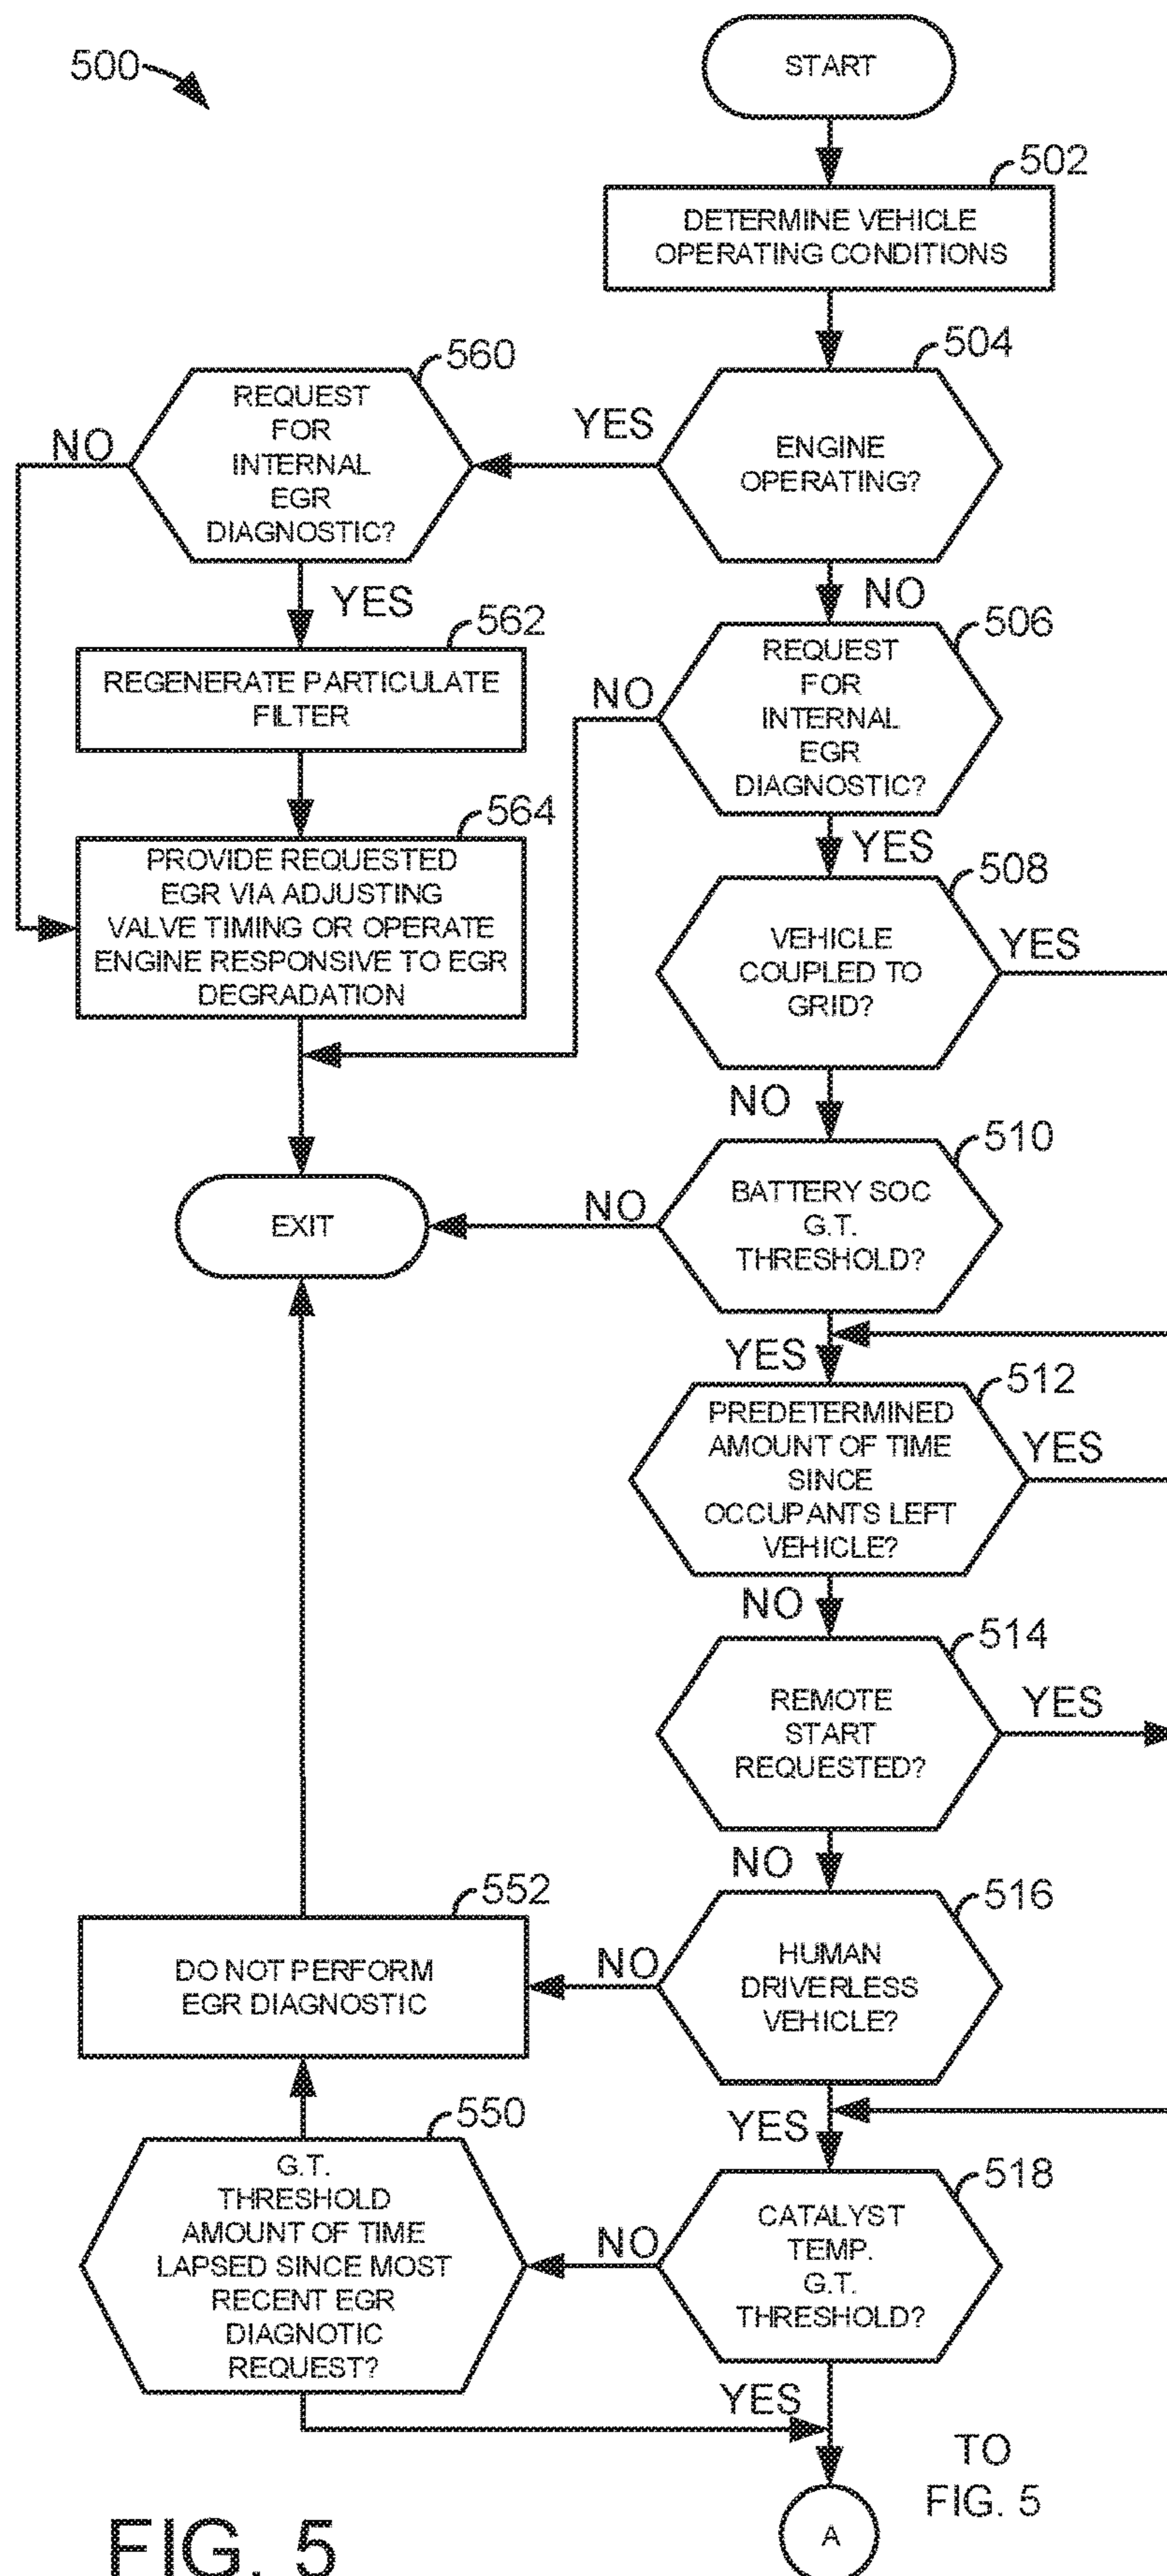 500
START
502
DETERMINE VEHICLE
OPERATING CONDITIONS
504
ENGINE
OPERATING?
YES
NO
560
REQUEST
FOR
INTERNAL
EGR
DIAGNOSTIC?
NO
YES
562
REGENERATE PARTICULATE
FILTER
564
PROVIDE REQUESTED
EGR VIA ADJUSTING
VALVE TIMING OR OPERATE
ENGINE RESPONSIVE TO EGR
DEGRADATION
506
REQUEST
FOR
INTERNAL
EGR
DIAGNOSTIC?
NO
YES
508
VEHICLE
COUPLED TO
GRID?
YES
NO
510
BATTERY SOC
G.T.
THRESHOLD?
NO
EXIT
YES
512
PREDETERMINED
AMOUNT OF TIME
SINCE
OCCUPANTS LEFT
VEHICLE?
YES
NO
514
REMOTE
START
REQUESTED?
YES
NO
516
HUMAN
DRIVERLESS
VEHICLE?
NO
552
DO NOT PERFORM
EGR DIAGNOSTIC
YES
518
CATALYST
TEMP.
G.T.
THRESHOLD?
NO
550
G.T.
THRESHOLD
AMOUNT OF TIME
LAPSED SINCE MOST
RECENT EGR
DIAGNOTIC
REQUEST?
YES
TO
FIG. 5
A
FIG. 5